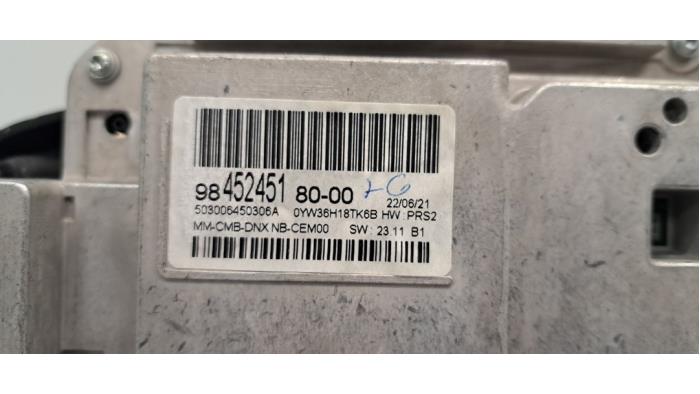 98 452451 80-00
22/06/21
503006450306A 0YW36H18TK6B HW : PRS2
MM-CMB-DNX NB-CEM00 SW : 23 11 B1